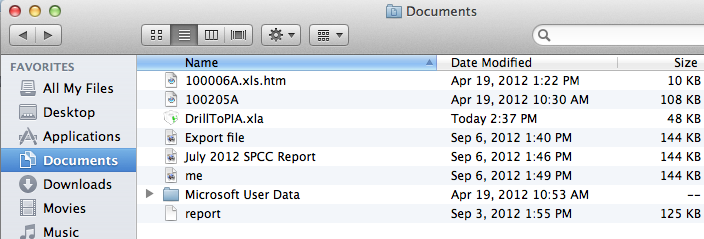 Documents
Name Date Modified Size
FAVORITES
All My Files
Desktop
Applications
Documents
Downloads
Movies
Music
100006A.xls.htm Apr 19, 2012 1:22 PM 10 KB
100205A Apr 19, 2012 10:30 AM 108 KB
DrillToPIA.xla Today 2:37 PM 48 KB
Export file Sep 6, 2012 1:40 PM 144 KB
July 2012 SPCC Report Sep 6, 2012 1:46 PM 144 KB
me Sep 6, 2012 1:49 PM 144 KB
Microsoft User Data Apr 19, 2012 10:53 AM --
report Sep 3, 2012 1:55 PM 125 KB